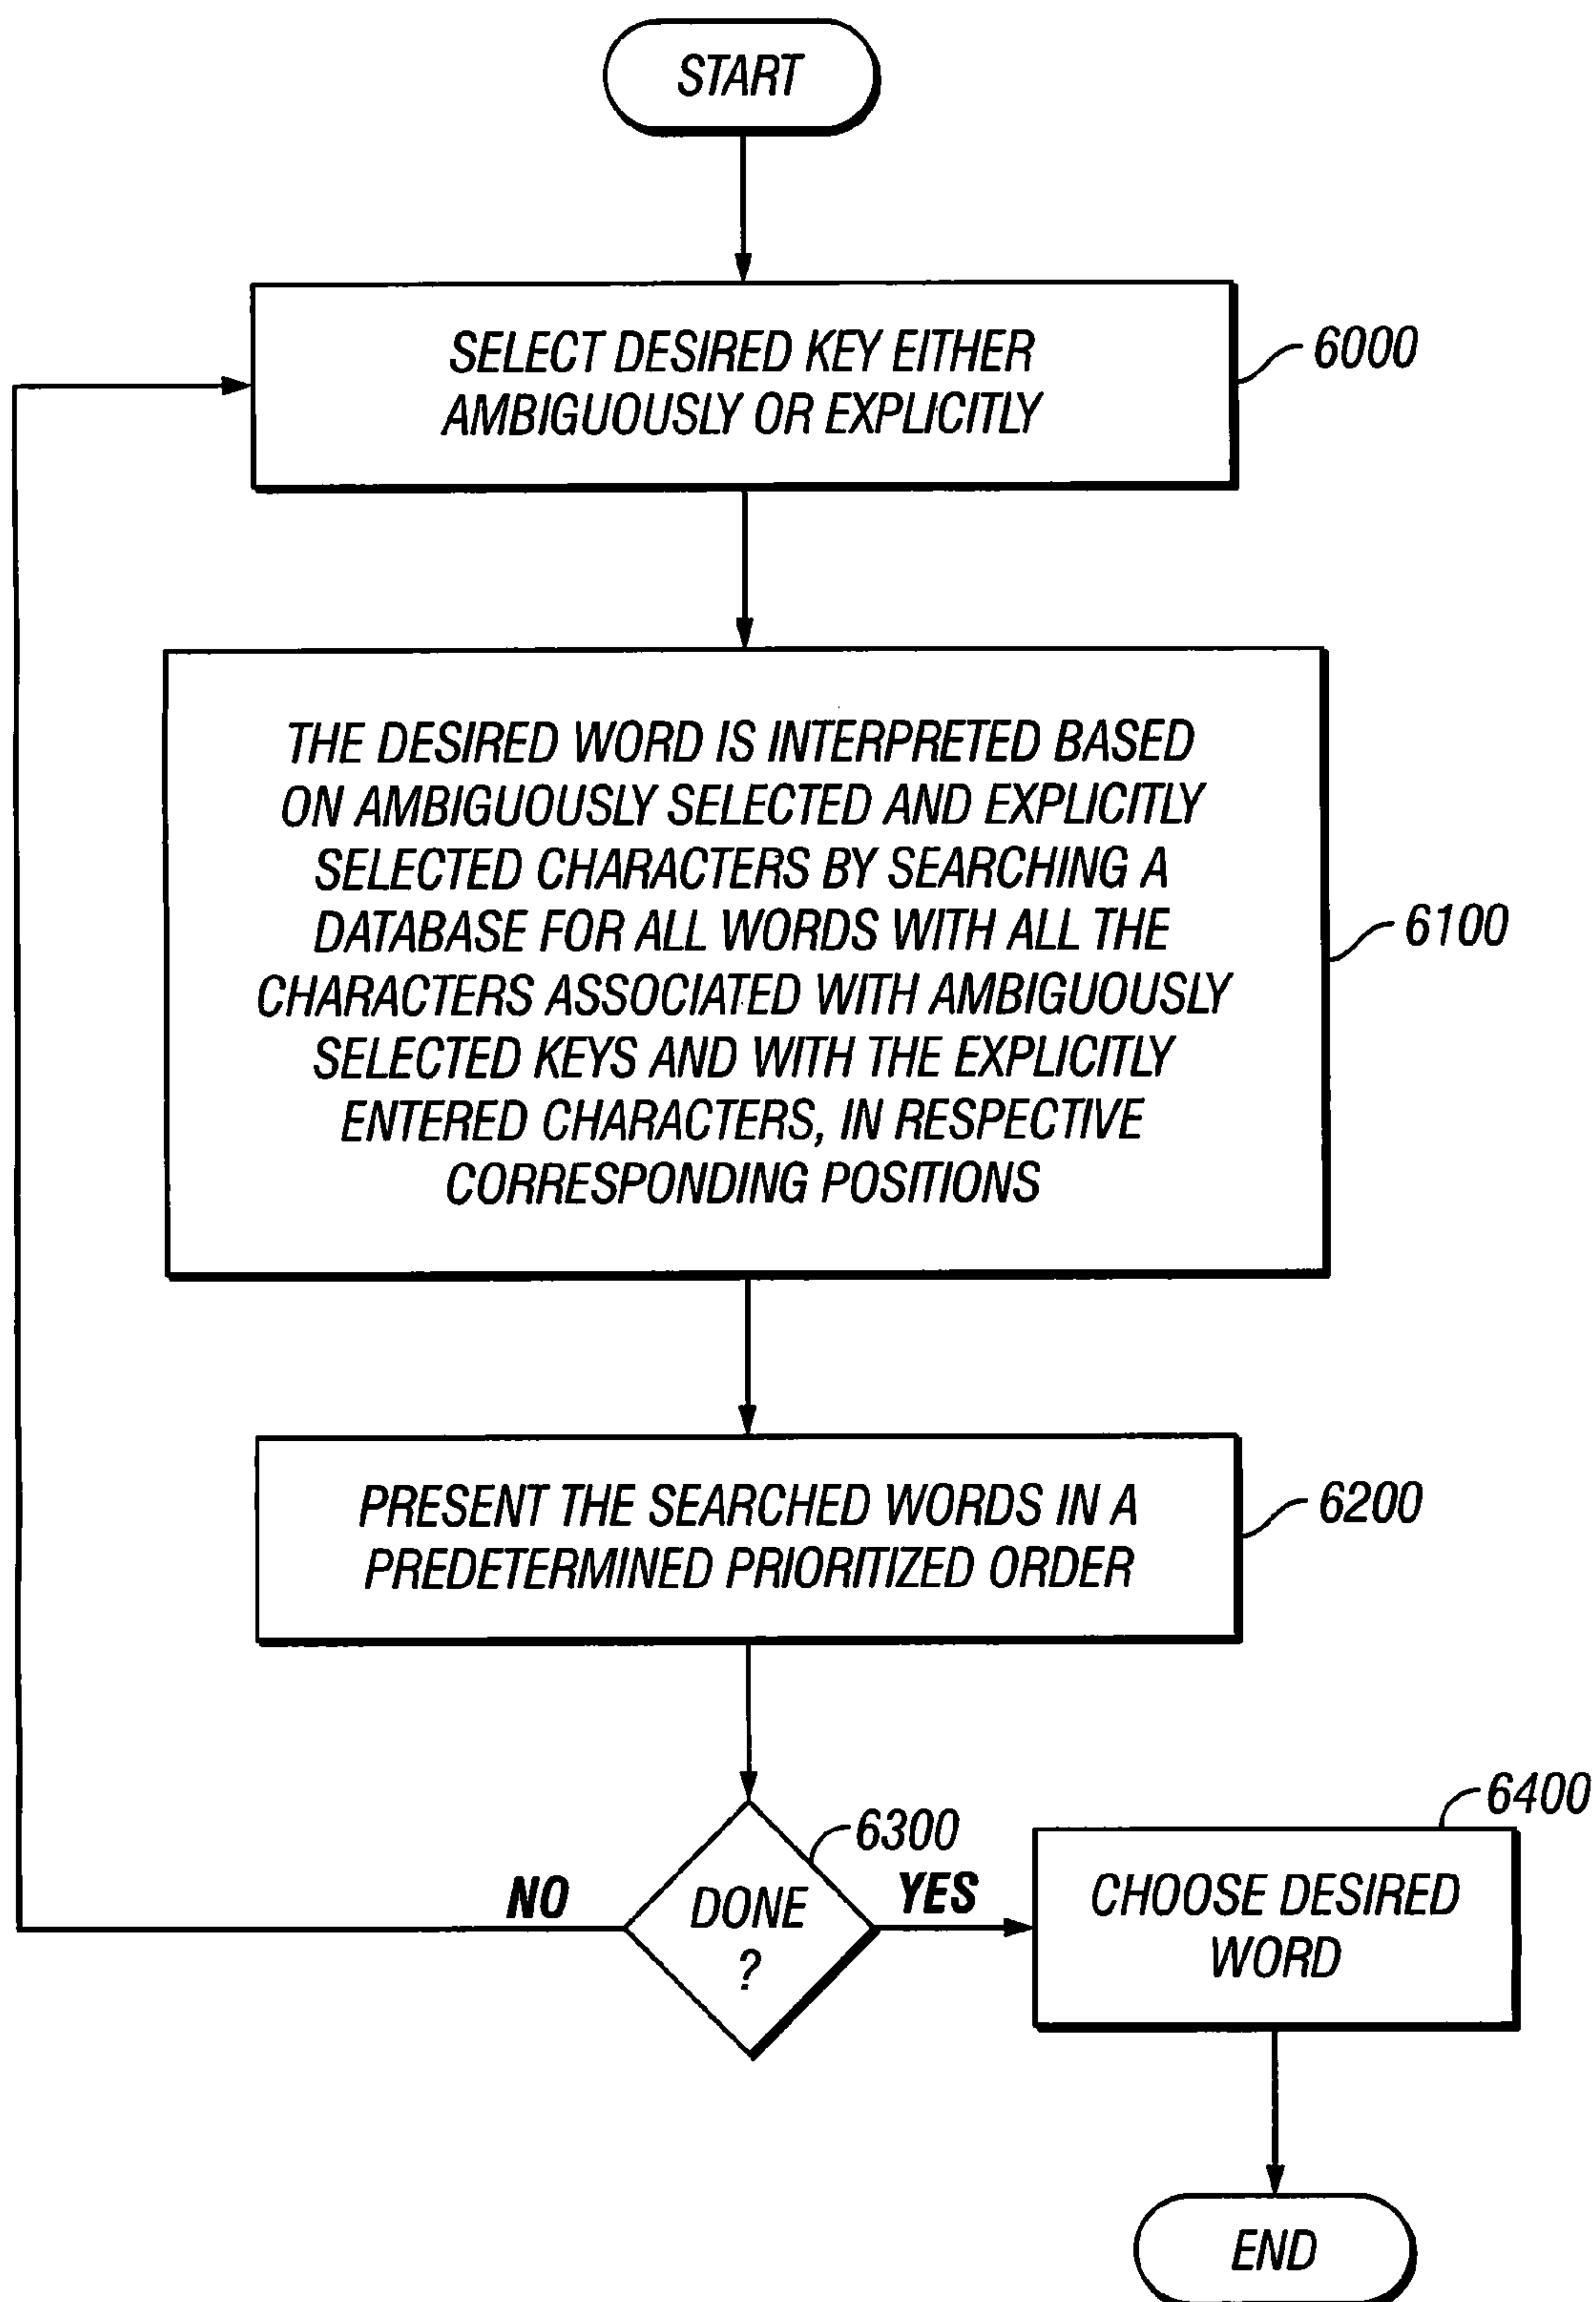 START
SELECT DESIRED KEY EITHER
AMBIGUOUSLY OR EXPLICITLY
6000
THE DESIRED WORD IS INTERPRETED BASED
ON AMBIGUOUSLY SELECTED AND EXPLICITLY
SELECTED CHARACTERS BY SEARCHING A
DATABASE FOR ALL WORDS WITH ALL THE
CHARACTERS ASSOCIATED WITH AMBIGUOUSLY
SELECTED KEYS AND WITH THE EXPLICITLY
ENTERED CHARACTERS, IN RESPECTIVE
CORRESPONDING POSITIONS
6100
PRESENT THE SEARCHED WORDS IN A
PREDETERMINED PRIORITIZED ORDER
6200
DONE
?
6300
NO
YES
CHOOSE DESIRED
WORD
6400
END